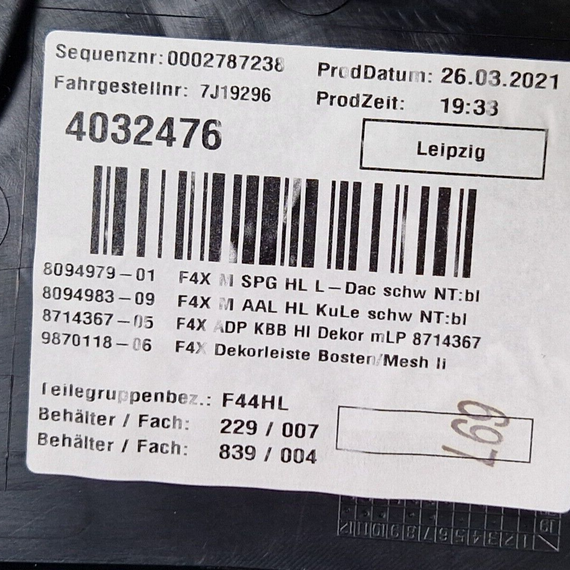 Sequenznr: 0002787238
ProdDatum: 26.03.2021
Fahrgestellnr: 7J19296
ProdZeit: 19:33
4032476
Leipzig
8094979-01 F4X M SPG HL L-Dac schw NT:bl
8094983-09 F4X M AAL HL KuLe schw NT:bl
8714367-05 F4X ADP KBB HI Dekor mLP 8714367
9870118-06 F4X Dekorleiste Boston/Mesh li
Teilegruppenbez.: F44HL
Behälter / Fach: 229 / 007
Behälter / Fach: 839 / 004
697